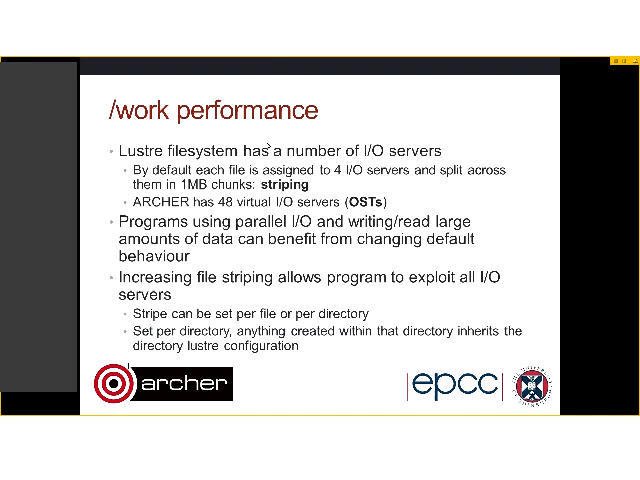 /work performance
• Lustre filesystem has a number of I/O servers
• By default each file is assigned to 4 I/O servers and split across
them in 1MB chunks: striping
• ARCHER has 48 virtual I/O servers (OSTs)
• Programs using parallel I/O and writing/read large
amounts of data can benefit from changing default
behaviour
• Increasing file striping allows program to exploit all I/O
servers
• Stripe can be set per file or per directory
• Set per directory, anything created within that directory inherits the
directory lustre configuration
archer
|epcc|